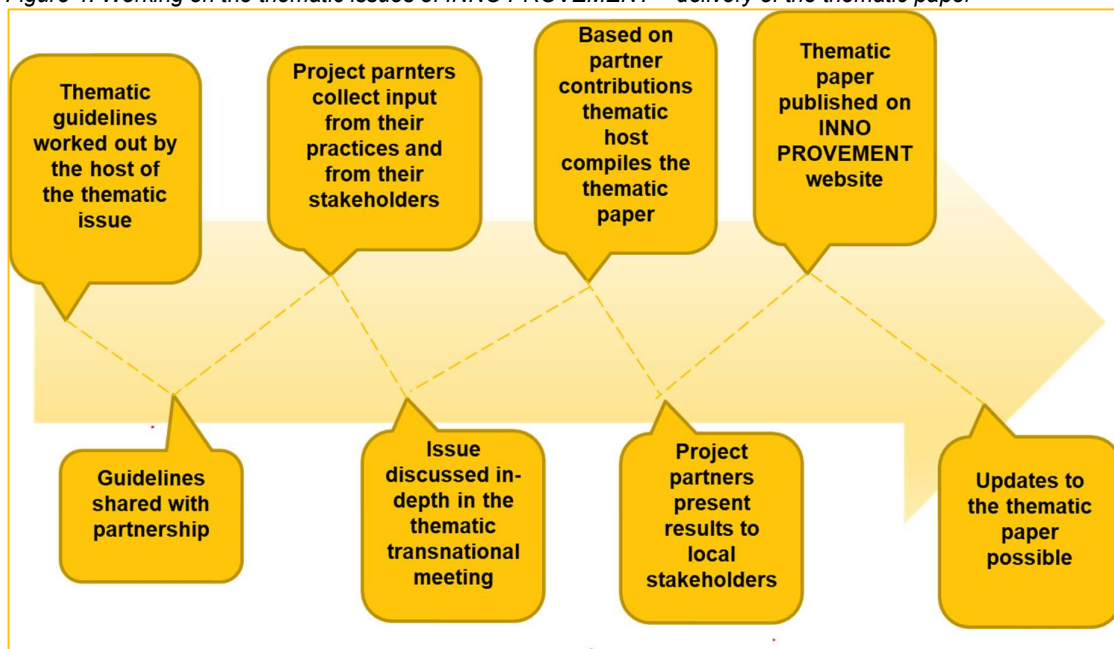 Thematic
guidelines
worked out by
the host of
the thematic
issue
Guidelines
shared with
partnership
Project parnters
collect input
from their
practices and
from their
stakeholders
Issue
discussed in-
depth in the
thematic
transnational
meeting
Based on
partner
contributions
thematic
host
compiles the
thematic
paper
Project
partners
present
results to
local
stakeholders
Thematic
paper
published on
INNO
PROVEMENT
website
Updates to
the thematic
paper
possible